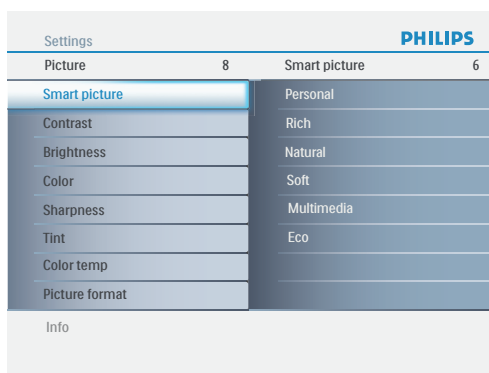 Settings
PHILIPS
Picture 8
Smart picture 6
Smart picture
Personal
Contrast
Rich
Brightness
Natural
Color
Soft
Sharpness
Multimedia
Tint
Eco
Color temp
Picture format
Info